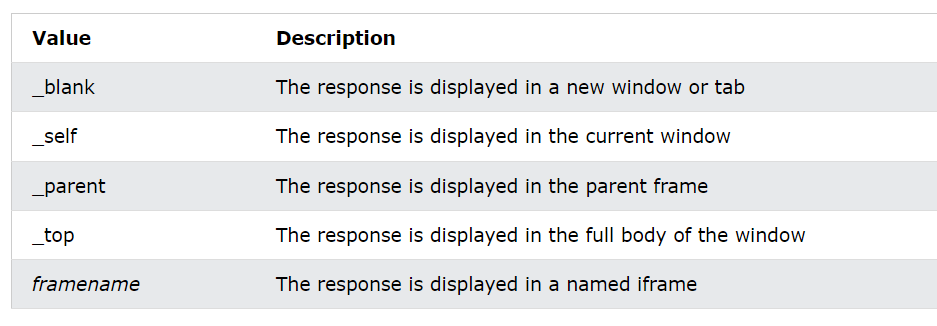 Value Description
_blank The response is displayed in a new window or tab
_self The response is displayed in the current window
_parent The response is displayed in the parent frame
_top The response is displayed in the full body of the window
framename The response is displayed in a named iframe